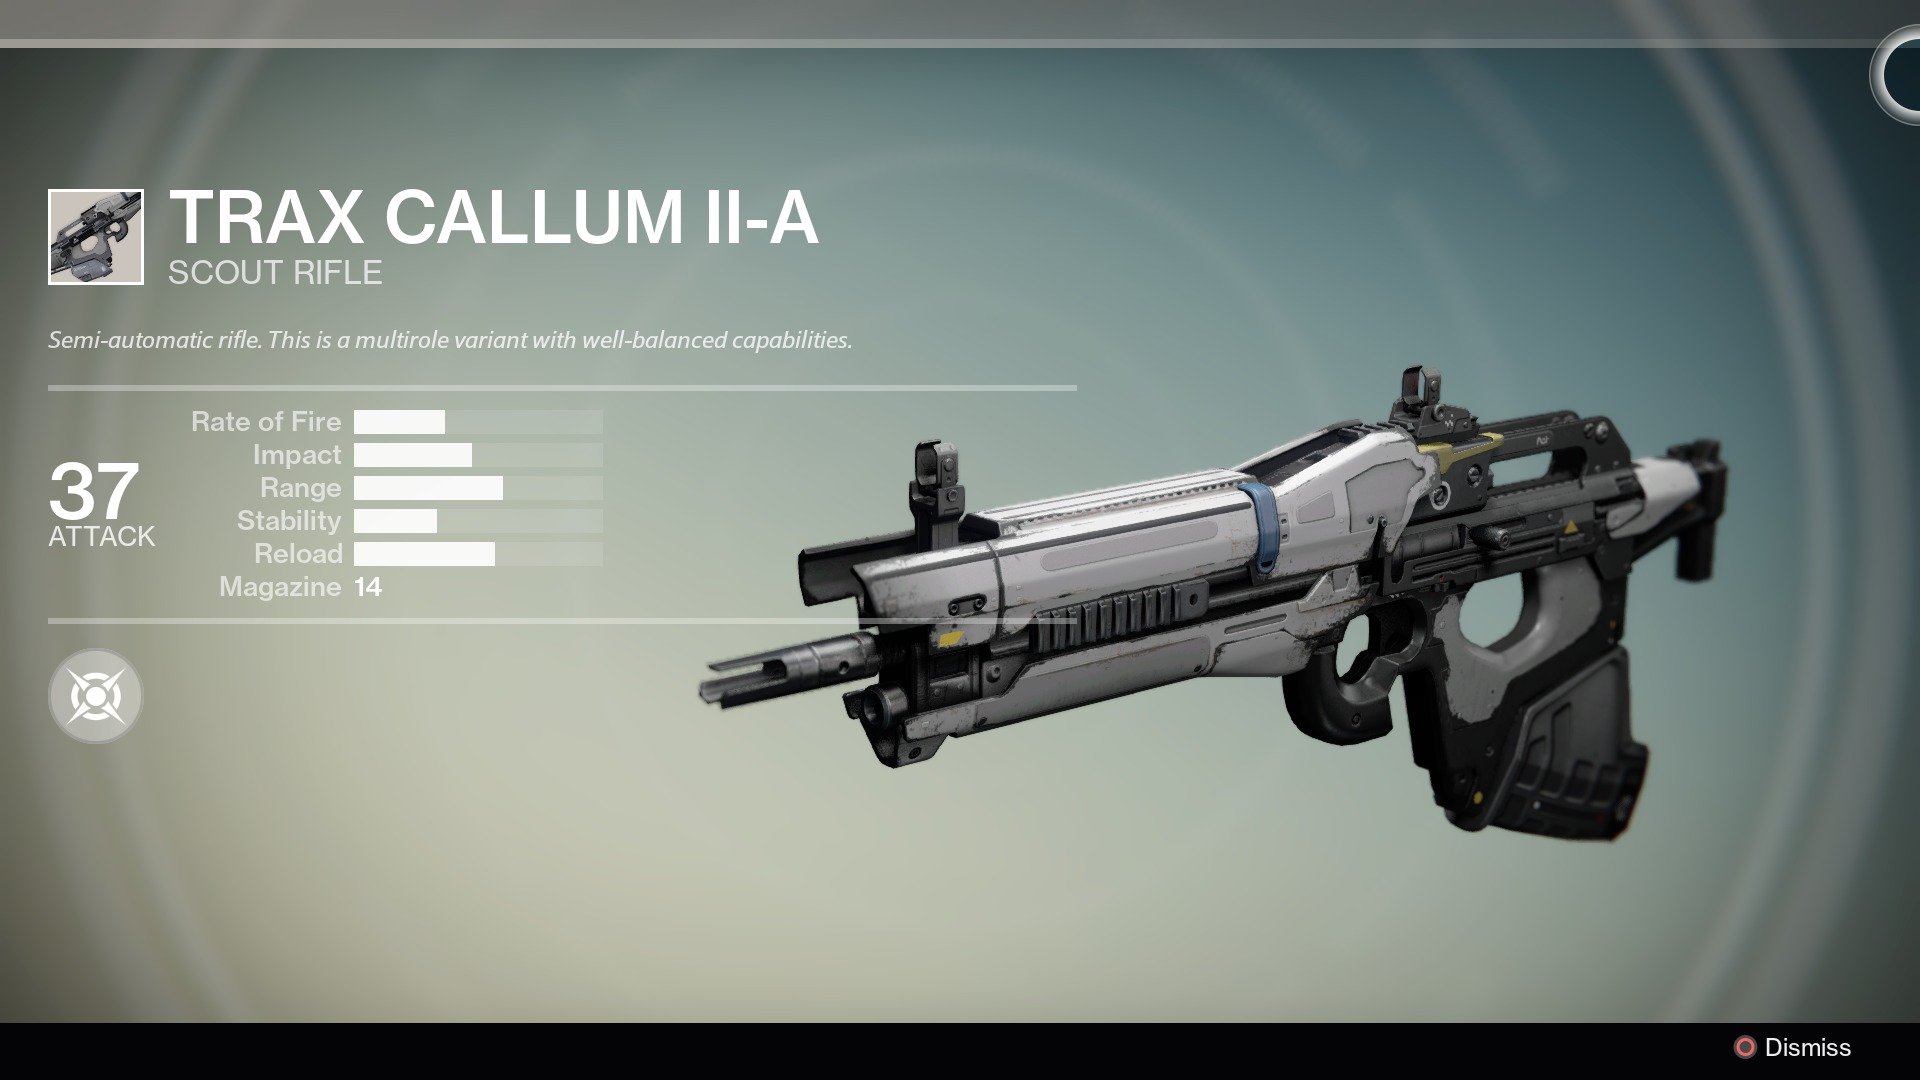 TRAX CALLUM II-A
SCOUT RIFLE
Semi-automatic rifle. This is a multirole variant with well-balanced capabilities.
37
ATTACK
Rate of Fire
Impact
Range
Stability
Reload
Magazine 14
Dismiss